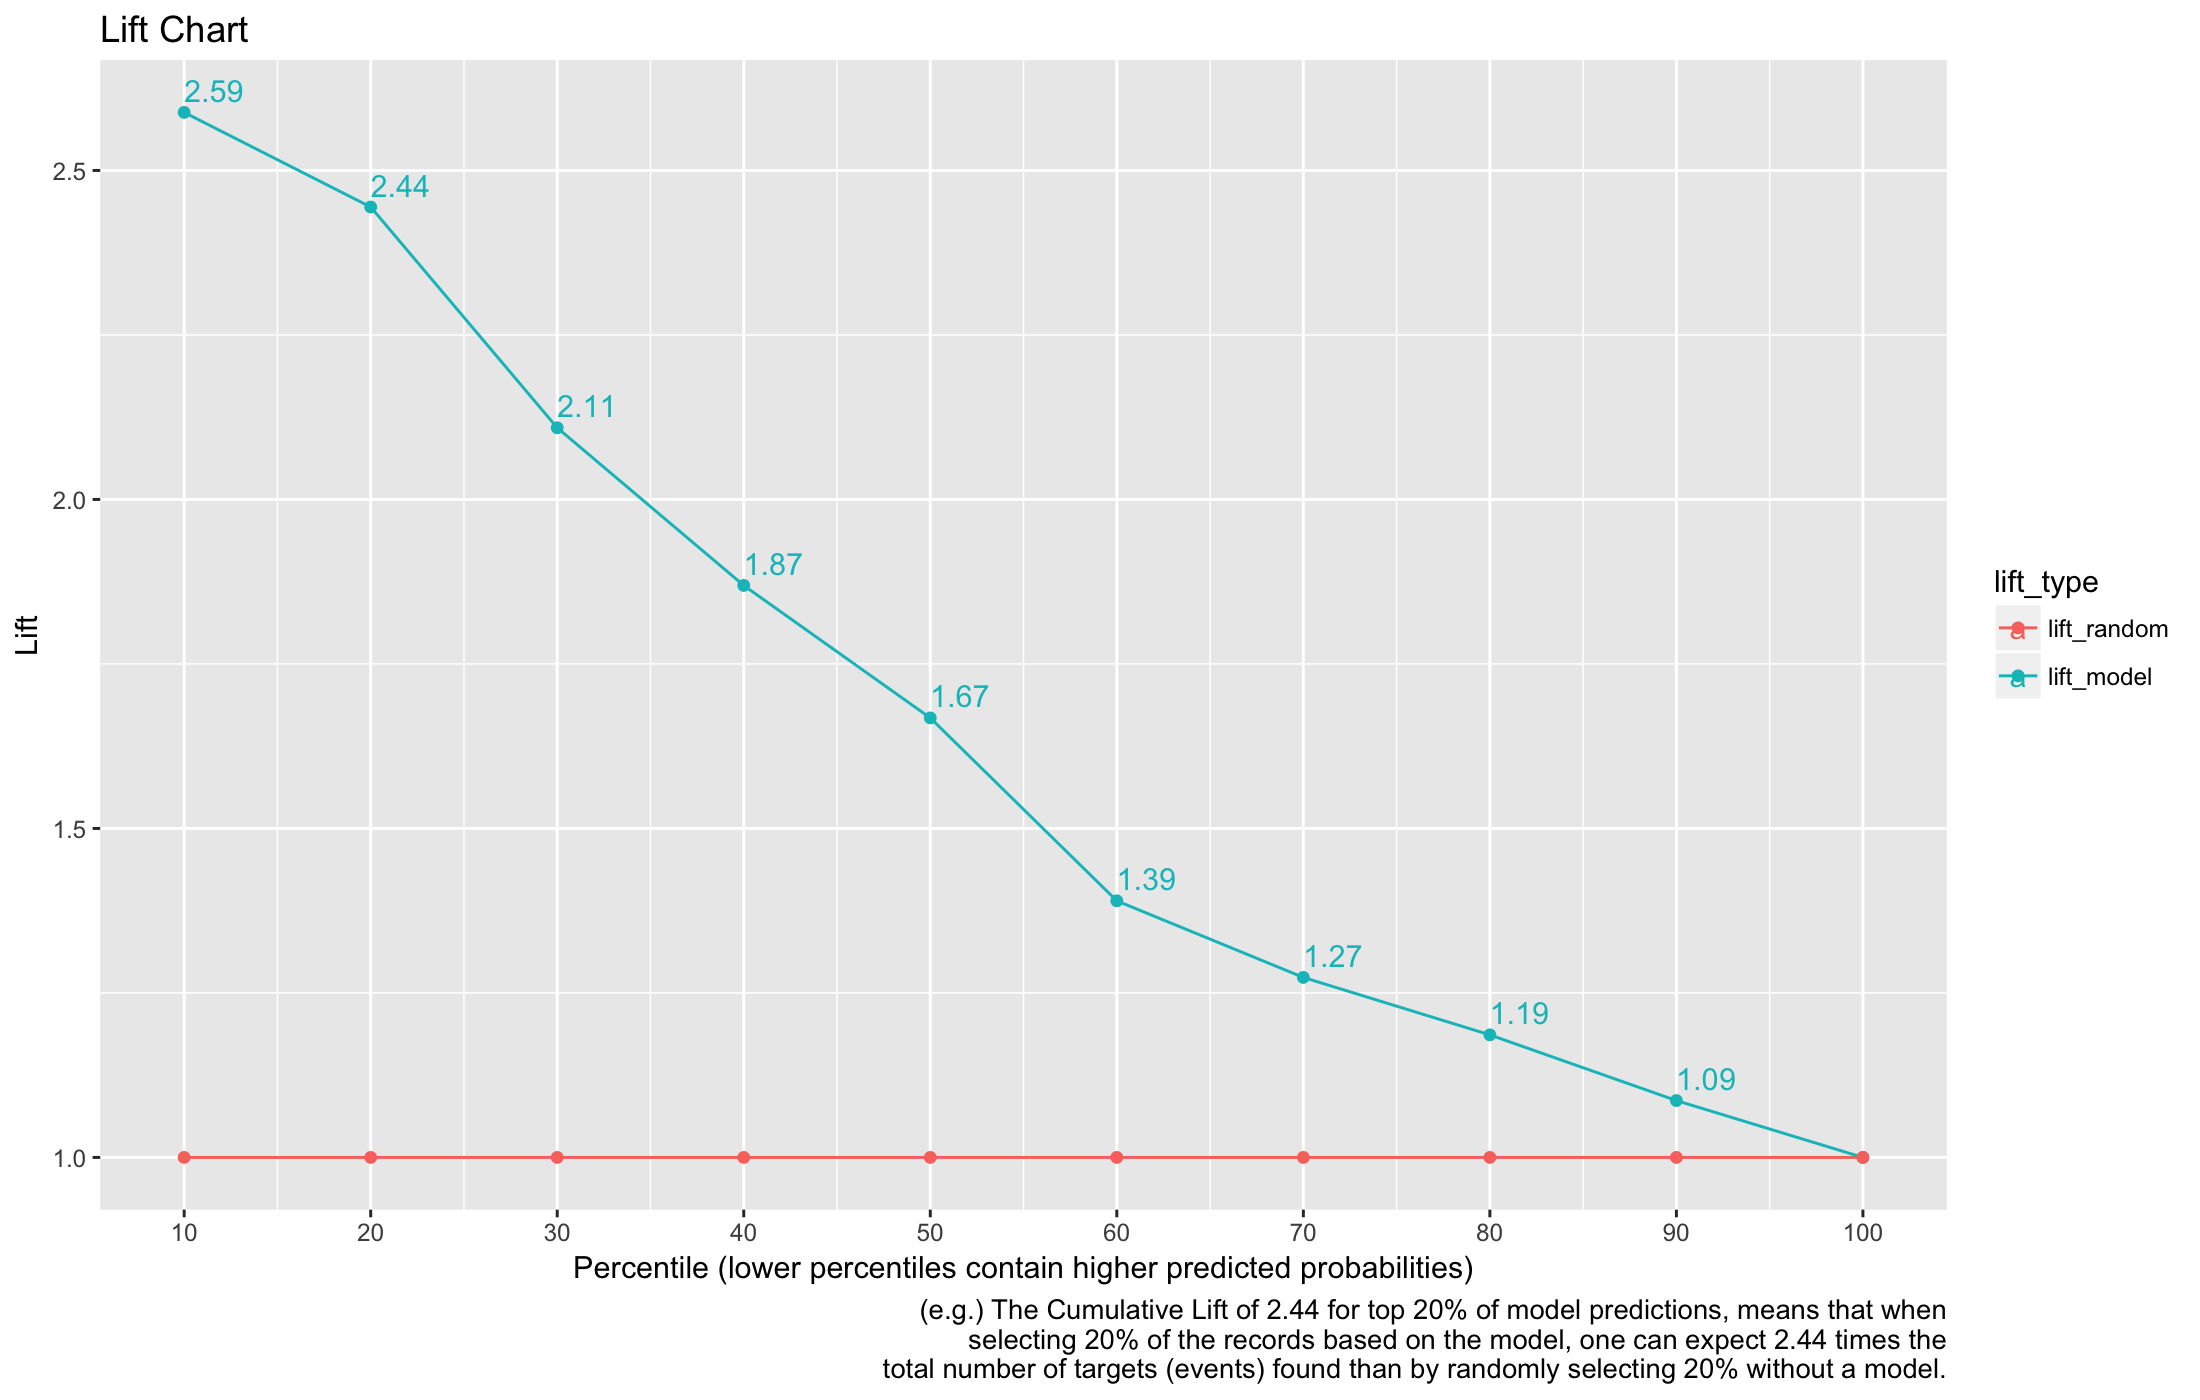 Lift Chart
2.59
2.44
2.11
1.87
1.67
1.39
1.27
1.19
1.09
2.5
2.0
1.5
1.0
Lift
10 20 30 40 50 60 70 80 90 100
Percentile (lower percentiles contain higher predicted probabilities)
lift_type
a lift_random
a lift_model
(e.g.) The Cumulative Lift of 2.44 for top 20% of model predictions, means that when
selecting 20% of the records based on the model, one can expect 2.44 times the
total number of targets (events) found than by randomly selecting 20% without a model.